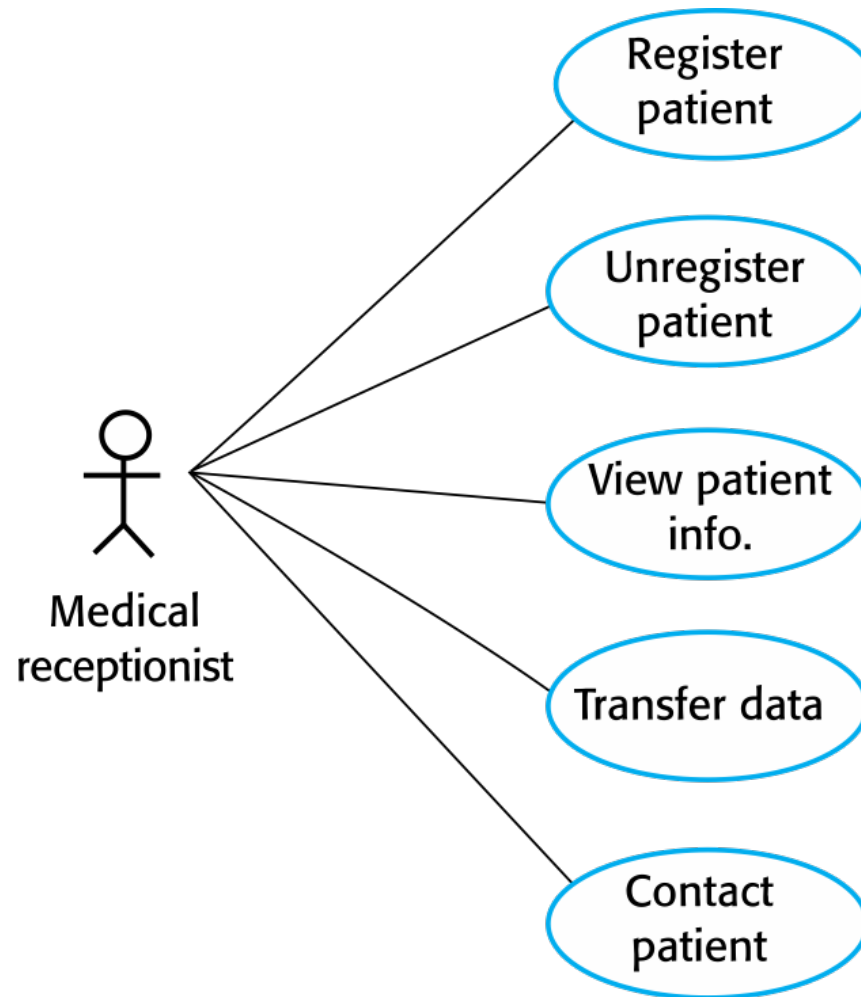 Register
patient
Unregister
patient
View patient
info.
Medical
receptionist
Transfer data
Contact
patient